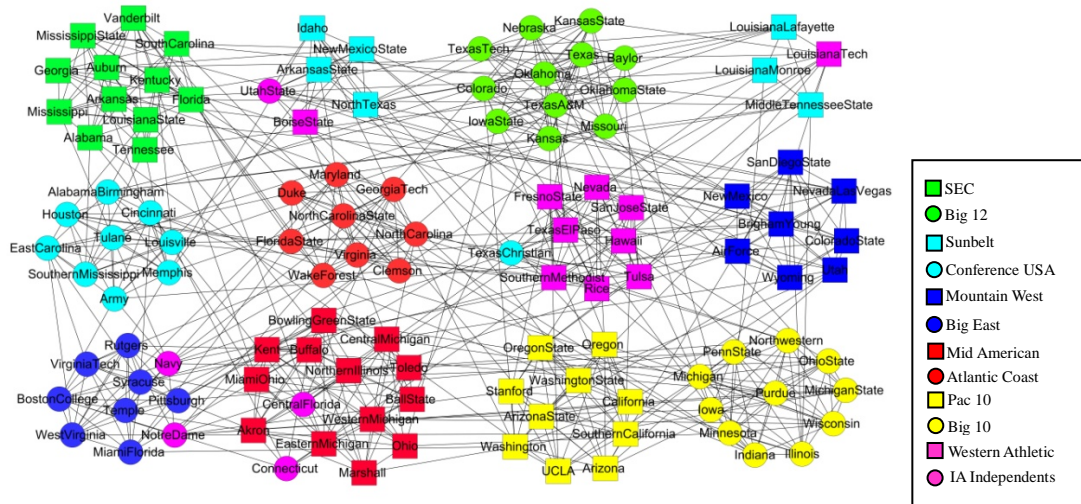 Vanderbilt
MississippiState
SouthCarolina
Georgia
Auburn
Kentucky
Mississippi
Arkansas
Florida
LouisianaState
Alabama
Tennessee
Idaho
NewMexicoState
ArkansasState
UtahState
NorthTexas
BoiseState
Nebraska
KansasState
TexasTech
Texas
Baylor
Oklahoma
Colorado
OklahomaState
TexasA&M
IowaState
Missouri
Kansas
LouisianaLafayette
LouisianaTech
LouisianaMonroe
MiddleTennesseeState
AlabamaBirmingham
Houston
Cincinnati
Tulane
EastCarolina
Louisville
SouthernMississippi
Memphis
Army
Maryland
Duke
GeorgiaTech
NorthCarolinaState
FloridaState
NorthCarolina
Virginia
WakeForest
Clemson
FresnoState
Nevada
SanJoseState
TexasElPaso
Hawaii
TexasChristian
SouthernMethodist
Rice
Tulsa
SanDiegoState
NewMexico
NevadaLasVegas
BrighamYoung
ColoradoState
AirForce
Utah
Wyoming
Rutgers
VirginiaTech
Navy
Syracuse
BostonCollege
Pittsburgh
Temple
WestVirginia
NotreDame
MiamiFlorida
BowlingGreenState
CentralMichigan
Kent
Buffalo
Toledo
NorthernIllinois
MiamiOhio
BallState
CentralFlorida
WesternMichigan
Akron
EasternMichigan
Ohio
Connecticut
Marshall
OregonState
Oregon
WashingtonState
Stanford
California
ArizonaState
SouthernCalifornia
Washington
UCLA
Arizona
Northwestern
PennState
OhioState
Michigan
MichiganState
Purdue
Iowa
Wisconsin
Minnesota
Indiana
Illinois
SEC
Big 12
Sunbelt
Conference USA
Mountain West
Big East
Mid American
Atlantic Coast
Pac 10
Big 10
Western Athletic
IA Independents